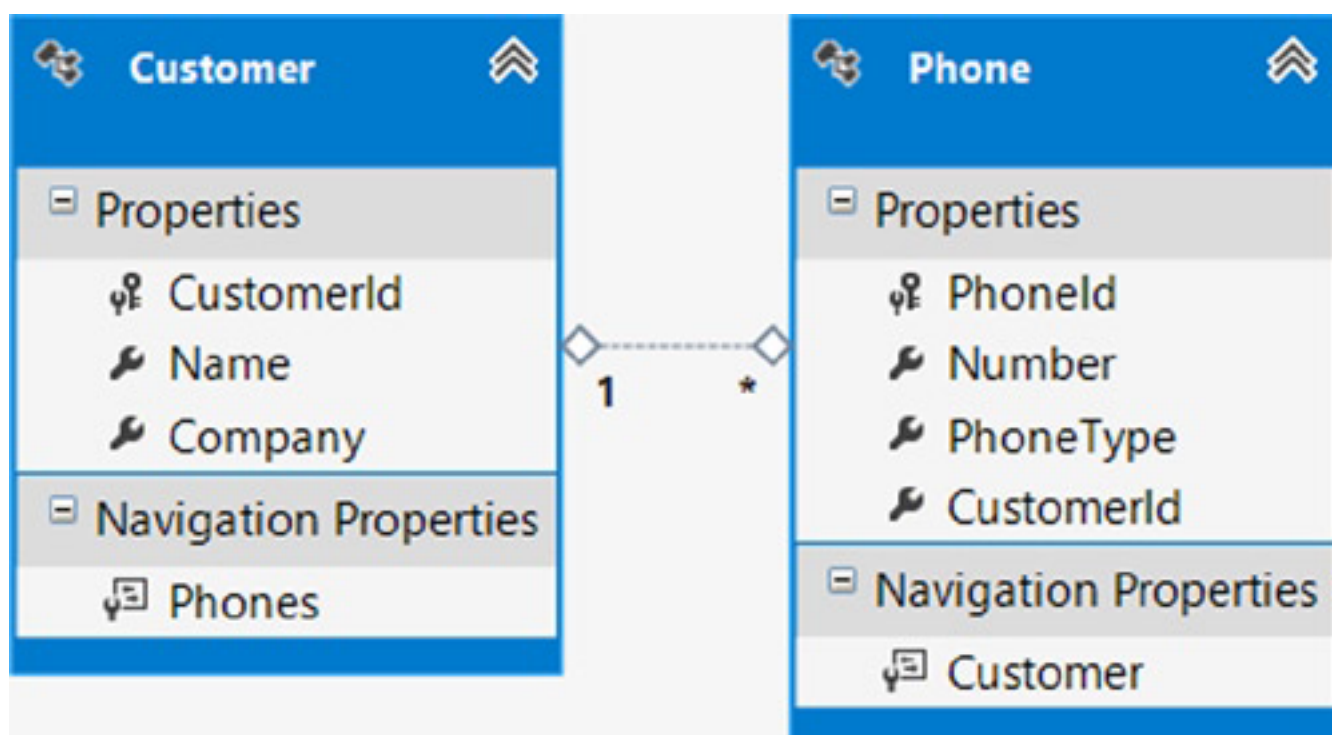 Customer
Properties
CustomerId
Name
Company
Navigation Properties
Phones
1
*
Phone
Properties
PhoneId
Number
PhoneType
CustomerId
Navigation Properties
Customer